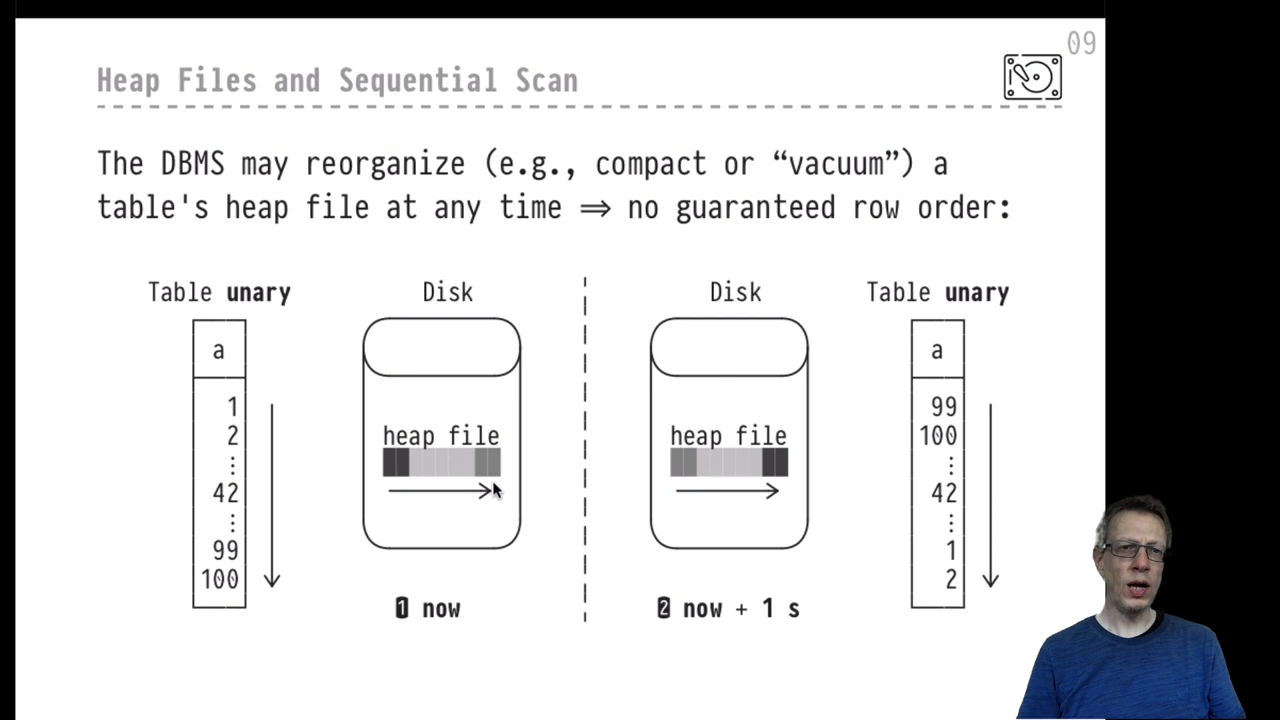 09
Heap Files and Sequential Scan
The DBMS may reorganize (e.g., compact or “vacuum”) a
table's heap file at any time ⟹ no guaranteed row order:
Table unary
a
1
2
⋮
42
⋮
99
100
Disk
heap file
1 now
Disk
heap file
2 now + 1 s
Table unary
a
99
100
⋮
42
⋮
1
2